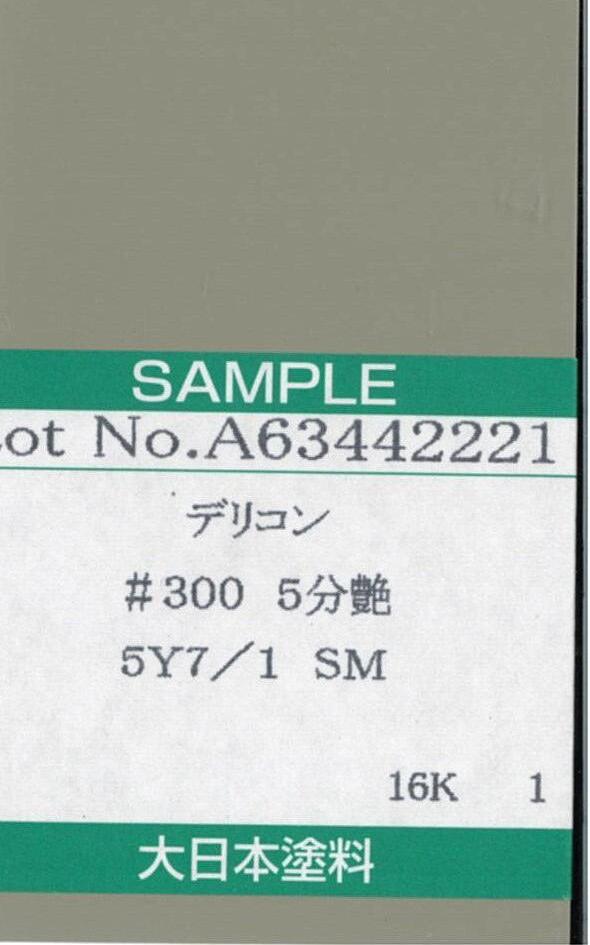 SAMPLE
Lot No.A63442221
デリコン
#300 5分艶
5Y7/1 SM
16K 1
大日本塗料